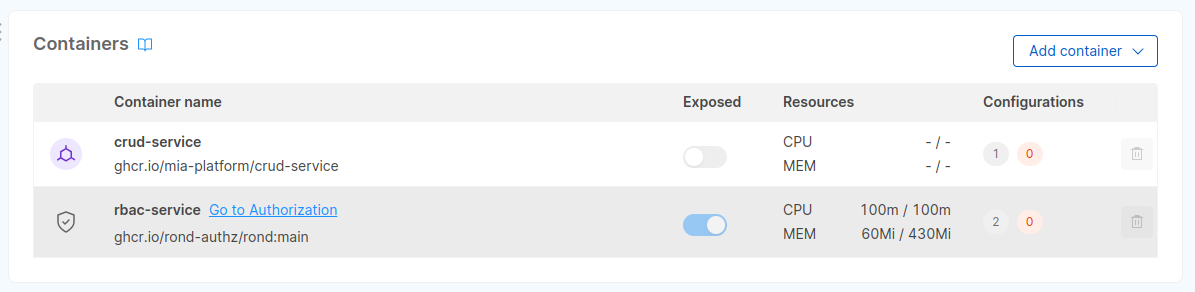 Containers
Add container
Container name Exposed Resources Configurations
crud-service CPU - / - 1 0
ghcr.io/mia-platform/crud-service MEM - / -
rbac-service Go to Authorization CPU 100m / 100m 2 0
ghcr.io/rond-authz/rond:main MEM 60Mi / 430Mi